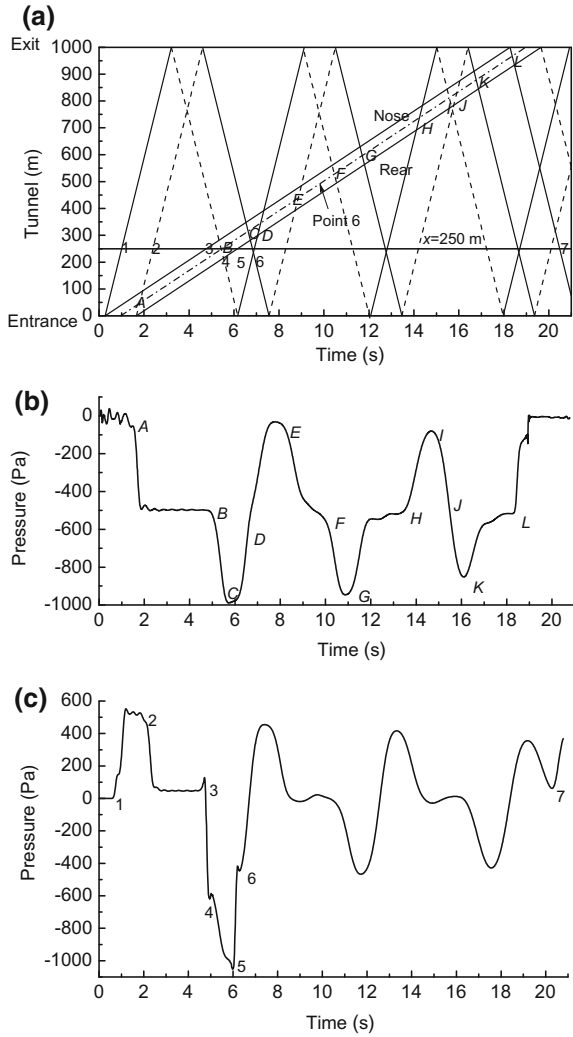 (a)
Exit
1000
900
800
700
600
500
400
300
200
100
Entrance 0
Tunnel (m)
Nose
Rear
Point 6
x=250 m
A
B
C
D
E
F
G
H
I
J
K
L
1
2
3
4
5
6
7
0 2 4 6 8 10 12 14 16 18 20
Time (s)
(b)
0
-200
-400
-600
-800
-1000
Pressure (Pa)
A
B
C
D
E
F
G
H
I
J
K
L
0 2 4 6 8 10 12 14 16 18 20
Time (s)
(c)
600
400
200
0
-200
-400
-600
-800
-1000
Pressure (Pa)
1
2
3
4
5
6
7
0 2 4 6 8 10 12 14 16 18 20
Time (s)